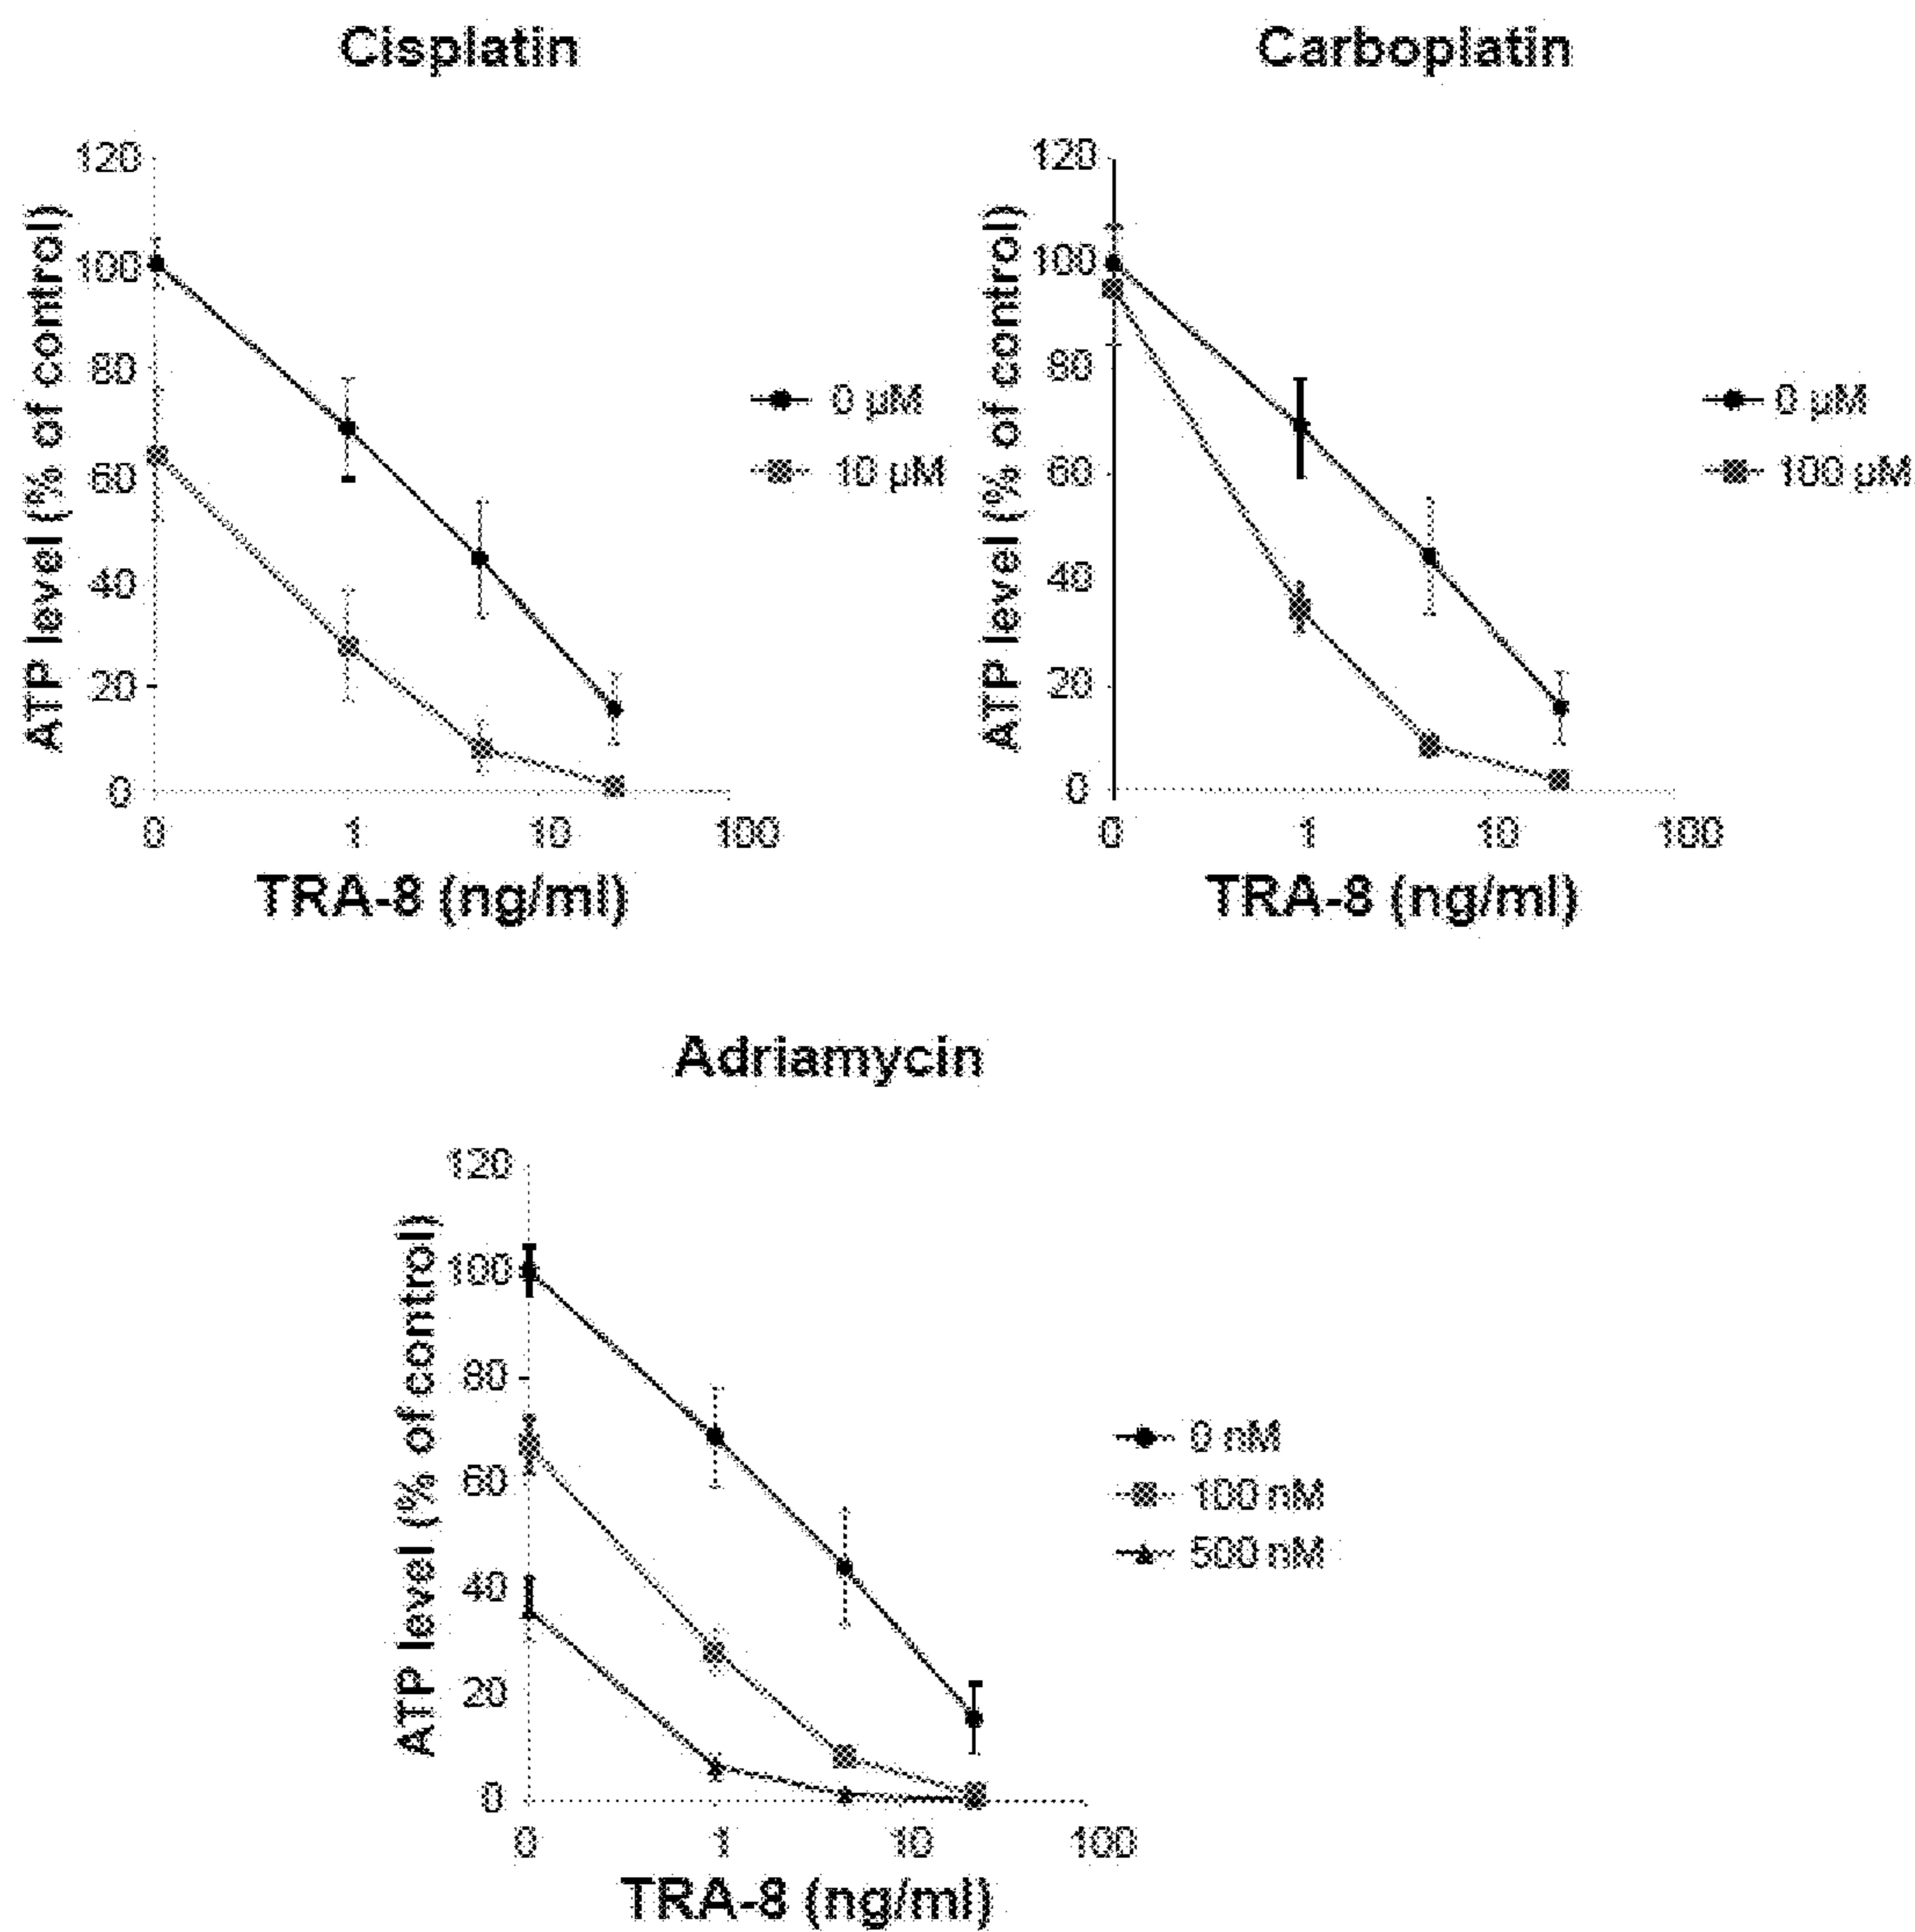 Cisplatin
120
100
80
60
40
20
0
ATP level (% of control)
0 1 10 100
TRA-8 (ng/ml)
0 µM
10 µM
Carboplatin
120
100
80
60
40
20
0
ATP level (% of control)
0 1 10 100
TRA-8 (ng/ml)
0 µM
100 µM
Adriamycin
120
100
80
60
40
20
0
ATP level (% of control)
0 1 10 100
TRA-8 (ng/ml)
0 nM
100 nM
500 nM